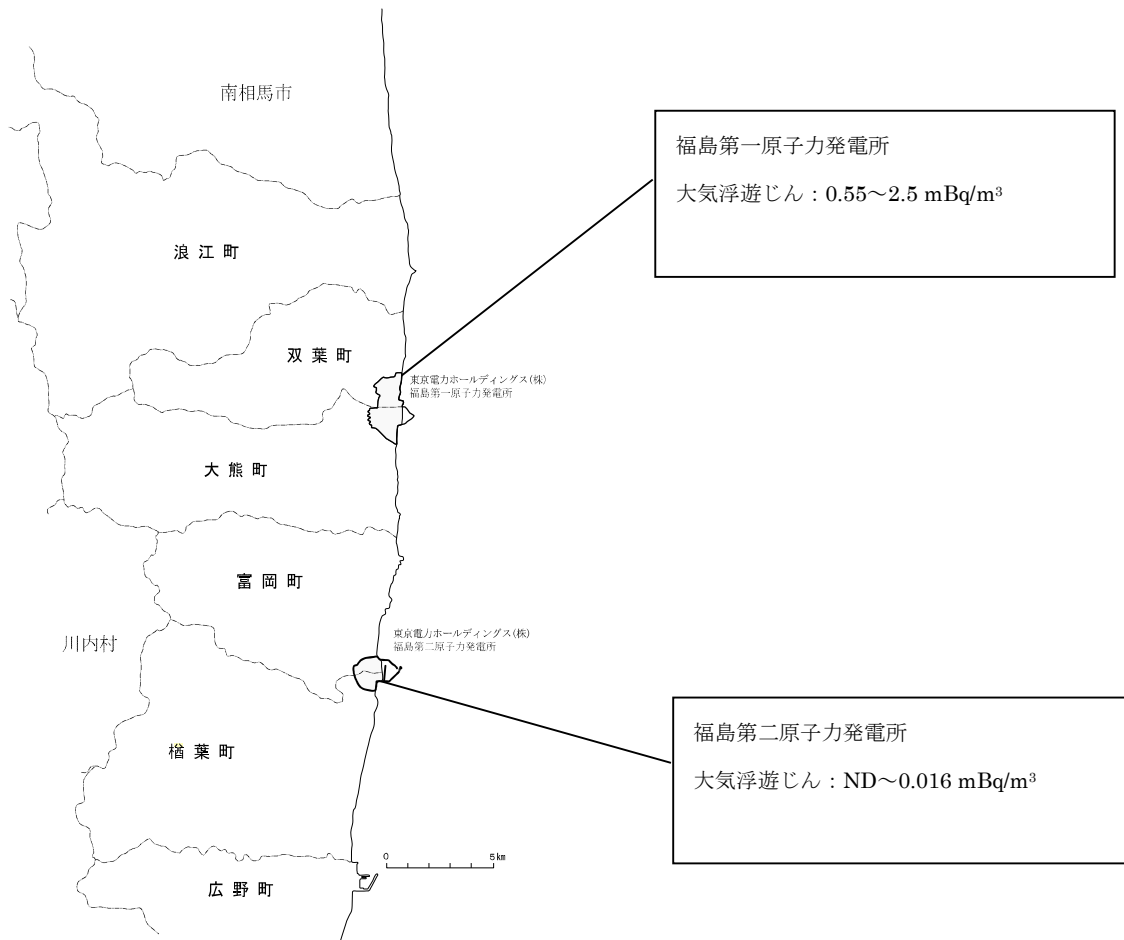 南相馬市
福島第一原子力発電所
大気浮遊じん：0.55～2.5 mBq/m³
浪江町
双葉町
東京電力ホールディングス(株)
福島第一原子力発電所
大熊町
富岡町
東京電力ホールディングス(株)
福島第二原子力発電所
川内村
福島第二原子力発電所
大気浮遊じん：ND～0.016 mBq/m³
楢葉町
0 5km
広野町